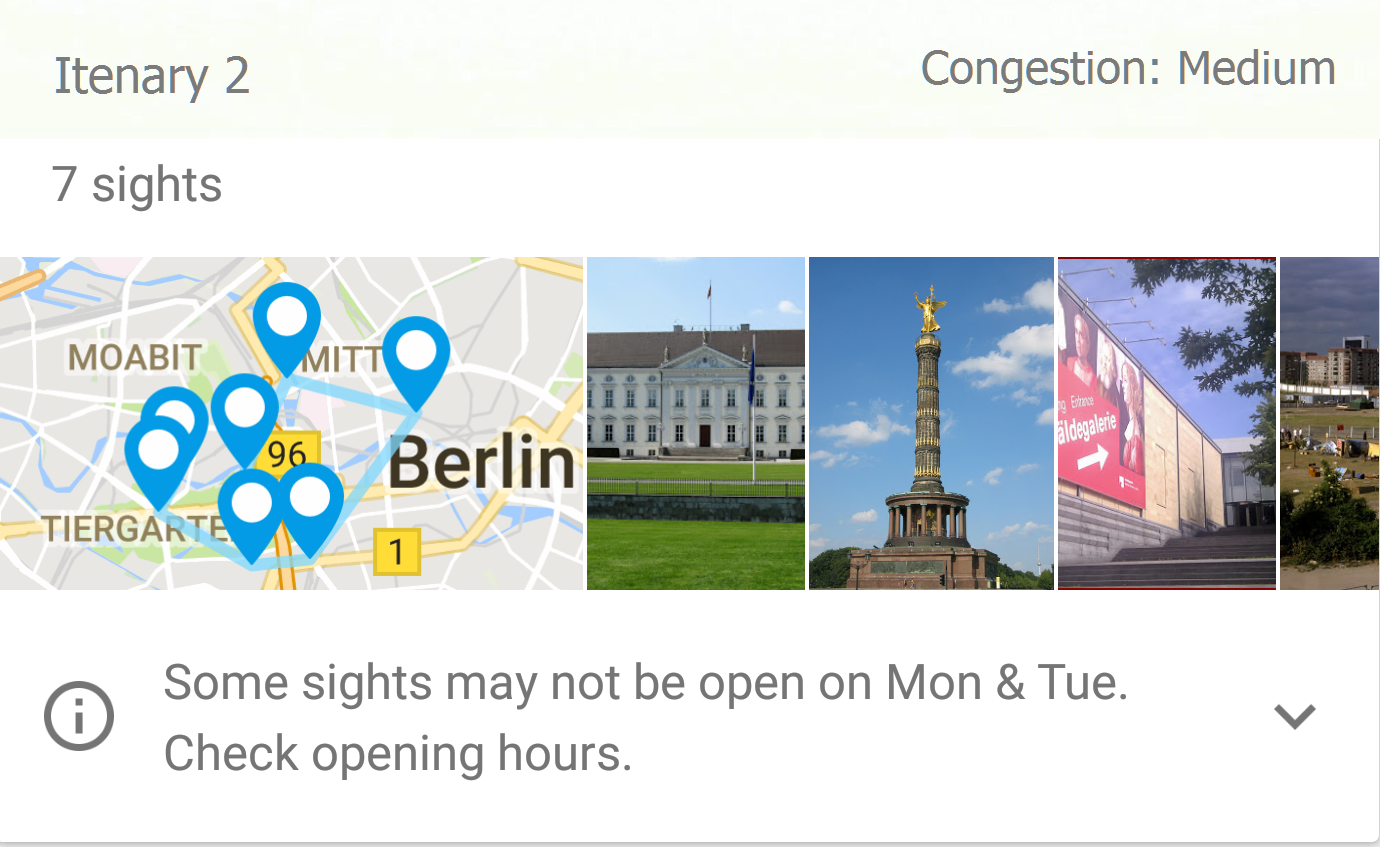 Itenary 2
Congestion: Medium
7 sights
MOABIT
MITT
96
Berlin
TIERGARTE
1
ng Entrance
äldegalerie
Some sights may not be open on Mon & Tue.
Check opening hours.